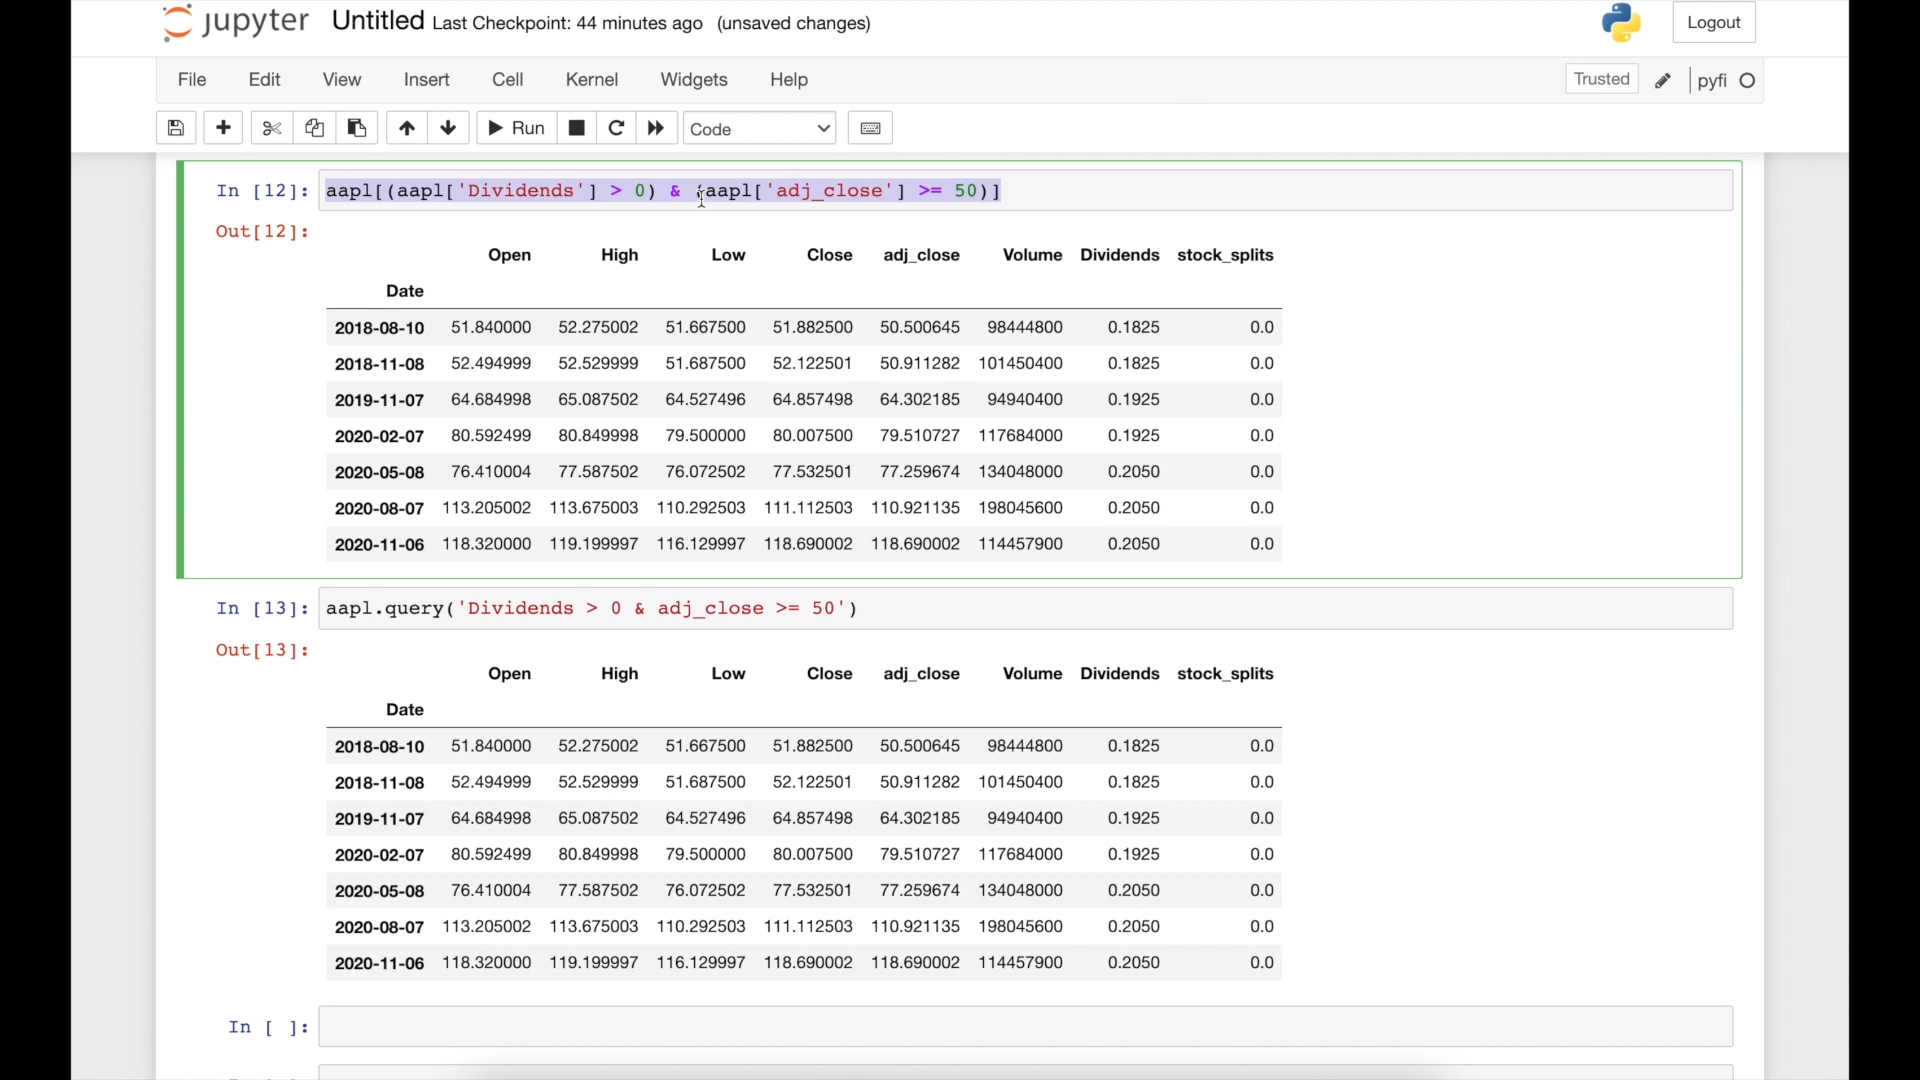 jupyter Untitled Last Checkpoint: 44 minutes ago (unsaved changes) Logout
File Edit View Insert Cell Kernel Widgets Help Trusted pyfi
Run Code
In [12]: aapl[(aapl['Dividends'] > 0) & (aapl['adj_close'] >= 50)]
Out[12]:
Open High Low Close adj_close Volume Dividends stock_splits
Date
2018-08-10 51.840000 52.275002 51.667500 51.882500 50.500645 98444800 0.1825 0.0
2018-11-08 52.494999 52.529999 51.687500 52.122501 50.911282 101450400 0.1825 0.0
2019-11-07 64.684998 65.087502 64.527496 64.857498 64.302185 94940400 0.1925 0.0
2020-02-07 80.592499 80.849998 79.500000 80.007500 79.510727 117684000 0.1925 0.0
2020-05-08 76.410004 77.587502 76.072502 77.532501 77.259674 134048000 0.2050 0.0
2020-08-07 113.205002 113.675003 110.292503 111.112503 110.921135 198045600 0.2050 0.0
2020-11-06 118.320000 119.199997 116.129997 118.690002 118.690002 114457900 0.2050 0.0
In [13]: aapl.query('Dividends > 0 & adj_close >= 50')
Out[13]:
Open High Low Close adj_close Volume Dividends stock_splits
Date
2018-08-10 51.840000 52.275002 51.667500 51.882500 50.500645 98444800 0.1825 0.0
2018-11-08 52.494999 52.529999 51.687500 52.122501 50.911282 101450400 0.1825 0.0
2019-11-07 64.684998 65.087502 64.527496 64.857498 64.302185 94940400 0.1925 0.0
2020-02-07 80.592499 80.849998 79.500000 80.007500 79.510727 117684000 0.1925 0.0
2020-05-08 76.410004 77.587502 76.072502 77.532501 77.259674 134048000 0.2050 0.0
2020-08-07 113.205002 113.675003 110.292503 111.112503 110.921135 198045600 0.2050 0.0
2020-11-06 118.320000 119.199997 116.129997 118.690002 118.690002 114457900 0.2050 0.0
In [ ]: